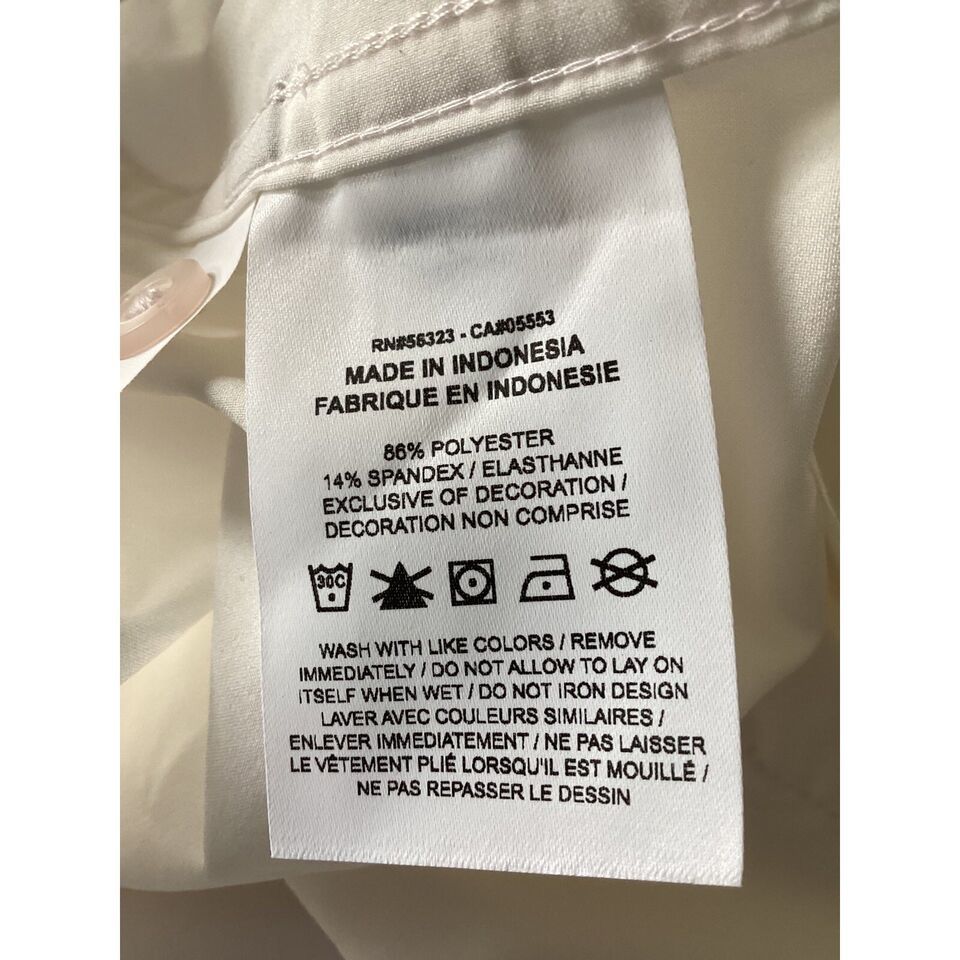 RN#56323 - CA#05553
MADE IN INDONESIA
FABRIQUE EN INDONESIE
86% POLYESTER
14% SPANDEX / ELASTHANNE
EXCLUSIVE OF DECORATION /
DECORATION NON COMPRISE
30C
WASH WITH LIKE COLORS / REMOVE
IMMEDIATELY / DO NOT ALLOW TO LAY ON
ITSELF WHEN WET / DO NOT IRON DESIGN
LAVER AVEC COULEURS SIMILAIRES /
ENLEVER IMMEDIATEMENT / NE PAS LAISSER
LE VÊTEMENT PLIÉ LORSQU'IL EST MOUILLÉ /
NE PAS REPASSER LE DESSIN